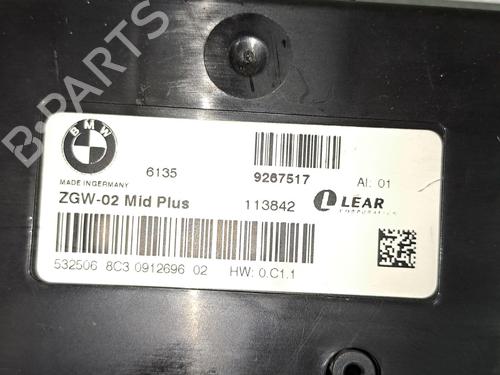 B-PARTS
BMW
6135
9287517
AI: 01
MADE IN GERMANY
ZGW-02 Mid Plus
113842
LEAR
CORPORATION
532506 8C3 0912696 02
HW: 0.C1.1